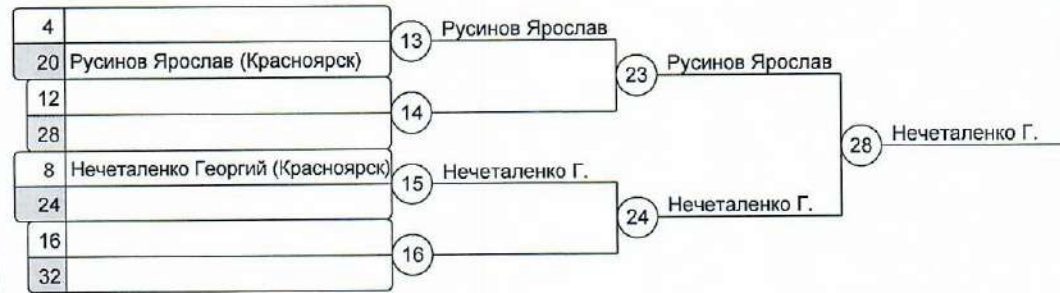 4
13 Русинов Ярослав
20 Русинов Ярослав (Красноярск)
23 Русинов Ярослав
12
14
28
28 Нечеталенко Г.
8 Нечеталенко Георгий (Красноярск)
15 Нечеталенко Г.
24
24 Нечеталенко Г.
16
16
32